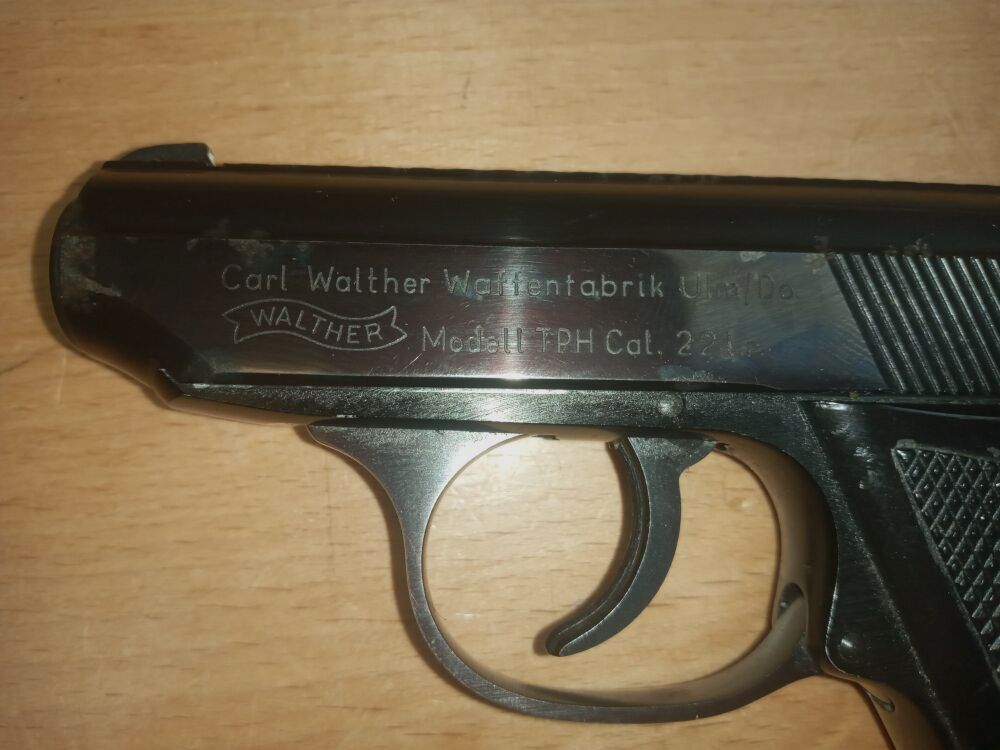 Carl Walther Waffenfabrik Ulm/Do
WALTHER Modell TPH Cal. 22 l.r.